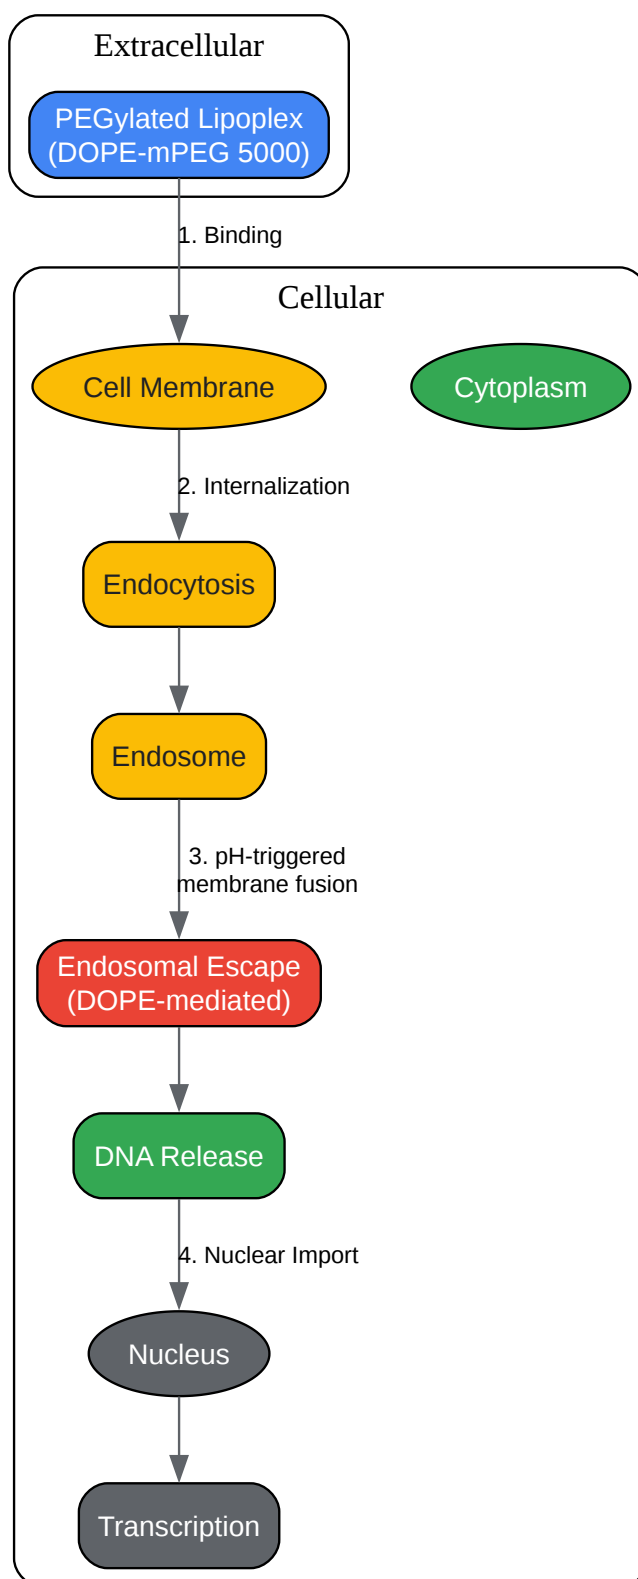 Extracellular
PEGylated Lipoplex
(DOPE-mPEG 5000)
1. Binding
Cellular
Cell Membrane
Cytoplasm
2. Internalization
Endocytosis
Endosome
3. pH-triggered
membrane fusion
Endosomal Escape
(DOPE-mediated)
DNA Release
4. Nuclear Import
Nucleus
Transcription